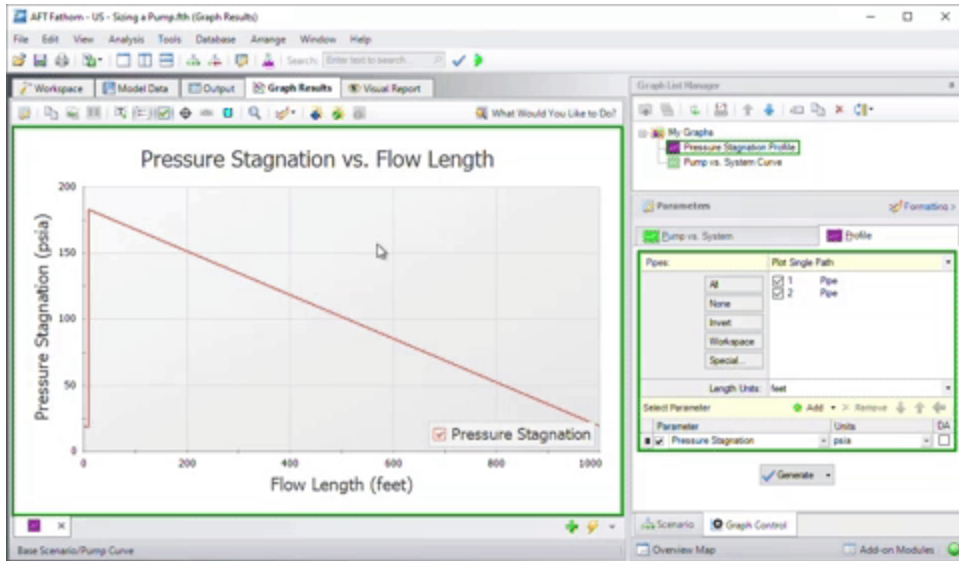 AFT Fathom - US - Sizing a Pump.fth (Graph Results)
File Edit View Analysis Tools Database Arrange Window Help
Search: Enter text to search...
Workspace Model Data Output Graph Results Visual Report
What Would You Like to Do?
Pressure Stagnation vs. Flow Length
Pressure Stagnation (psia)
200
150
100
50
0
0 200 400 600 800 1000
Flow Length (feet)
Pressure Stagnation
Base Scenario/Pump Curve
Graph List Manager
My Graphs
Pressure Stagnation Profile
Pump vs. System Curve
Parameters Formatting >
Pump vs. System Profile
Pipes: Plot Single Path
All
None
Invert
Workspace
Special...
1 Pipe
2 Pipe
Length Units: feet
Select Parameter Add Remove
Parameter Units DA
Pressure Stagnation psia
Generate
Scenario Graph Control
Overview Map Add-on Modules